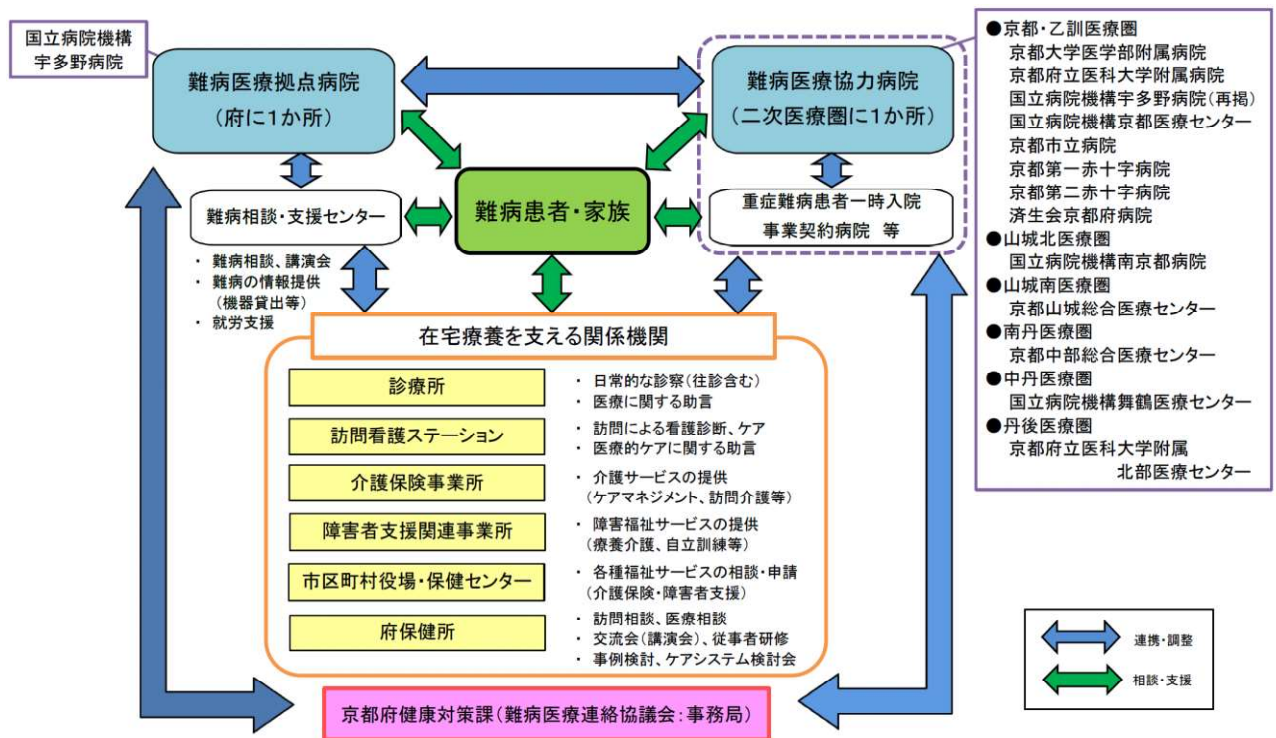 国立病院機構
宇多野病院
難病医療拠点病院
(府に1か所)
難病医療協力病院
(二次医療圏に1か所)
難病相談・支援センター
・ 難病相談、講演会
・ 難病の情報提供
(機器貸出等)
・ 就労支援
難病患者・家族
重症難病患者一時入院
事業契約病院 等
●京都・乙訓医療圏
京都大学医学部附属病院
京都府立医科大学附属病院
国立病院機構宇多野病院(再掲)
国立病院機構京都医療センター
京都市立病院
京都第一赤十字病院
京都第二赤十字病院
済生会京都府病院
●山城北医療圏
国立病院機構南京都病院
●山城南医療圏
京都山城総合医療センター
●南丹医療圏
京都中部総合医療センター
●中丹医療圏
国立病院機構舞鶴医療センター
●丹後医療圏
京都府立医科大学附属
北部医療センター
在宅療養を支える関係機関
診療所
・ 日常的な診察(往診含む)
・ 医療に関する助言
訪問看護ステーション
・ 訪問による看護診断、ケア
・ 医療的ケアに関する助言
介護保険事業所
・ 介護サービスの提供
(ケアマネジメント、訪問介護等)
障害者支援関連事業所
・ 障害福祉サービスの提供
(療養介護、自立訓練等)
市区町村役場・保健センター
・ 各種福祉サービスの相談・申請
(介護保険・障害者支援)
府保健所
・ 訪問相談、医療相談
・ 交流会(講演会)、従事者研修
・ 事例検討、ケアシステム検討会
京都府健康対策課(難病医療連絡協議会:事務局)
連携・調整
相談・支援